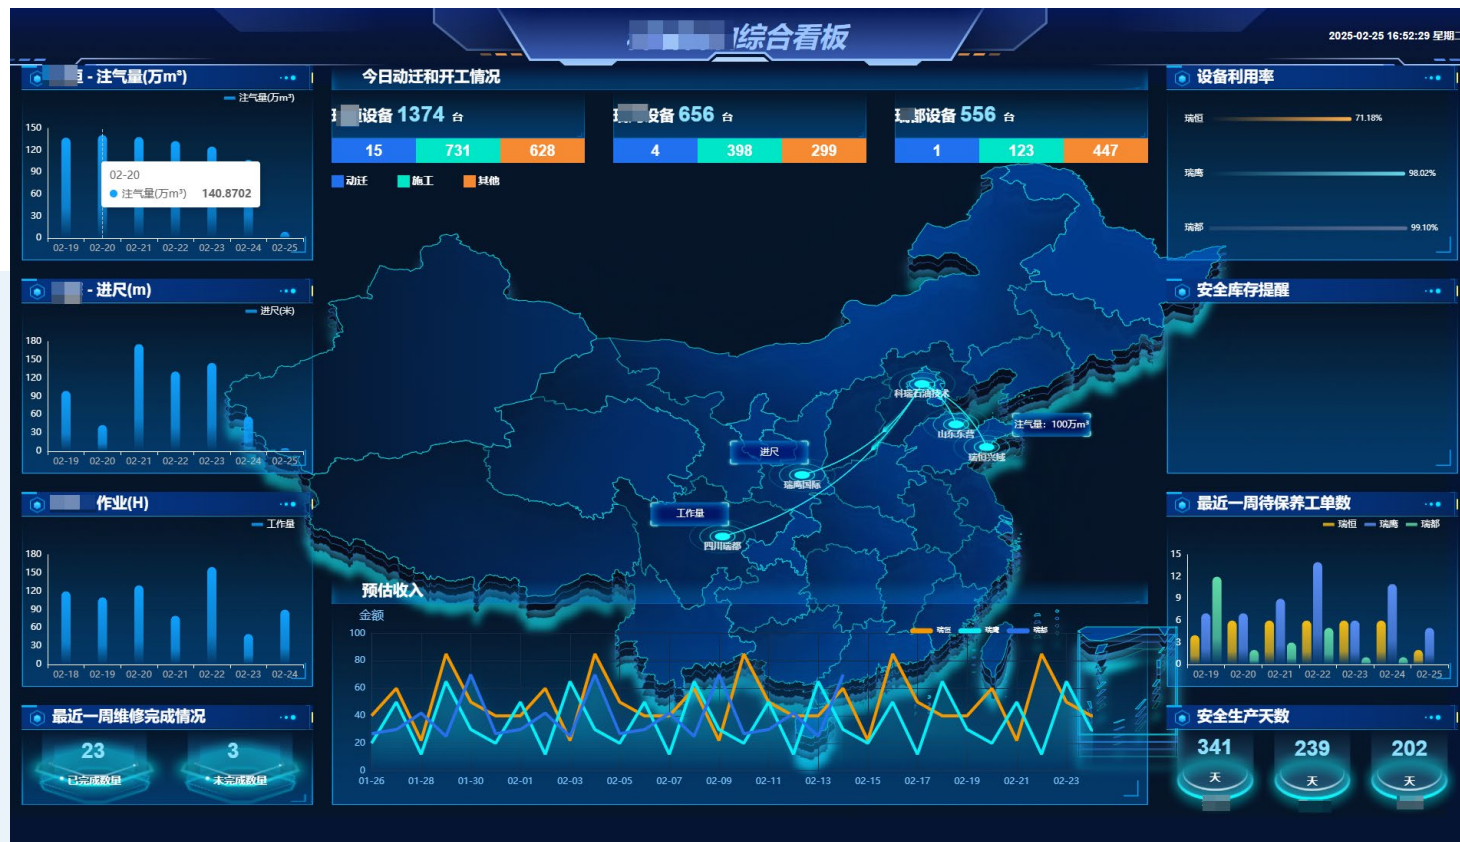 综合看板
2025-02-25 16:52:29 星期二
- 注气量(万m³)
注气量(万m³)
150
120
90
60
30
0
02-20
注气量(万m³) 140.8702
02-19 02-20 02-21 02-22 02-23 02-24 02-25
- 进尺(m)
进尺(米)
180
150
120
90
60
30
0
02-19 02-20 02-21 02-22 02-23 02-24 02-25
作业(H)
工作量
180
150
120
90
60
30
0
02-18 02-19 02-20 02-21 02-22 02-23 02-24
最近一周维修完成情况
23 3
已完成数量 未完成数量
今日动迁和开工情况
设备 1374 台
15 731 628
设备 656 台
4 398 299
都设备 556 台
1 123 447
动迁 施工 其他
科瑞石油技术
山东东营
注气量：100万m³
瑞恒兴域
进尺
瑞鹰国际
工作量
四川瑞都
预估收入
金额
瑞恒 瑞鹰 瑞都
100
80
60
40
20
0
01-26 01-28 01-30 02-01 02-03 02-05 02-07 02-09 02-11 02-13 02-15 02-17 02-19 02-21 02-23
设备利用率
瑞恒 71.18%
瑞鹰 98.02%
瑞都 99.10%
安全库存提醒
最近一周待保养工单数
瑞恒 瑞鹰 瑞都
15
12
9
6
3
0
02-19 02-20 02-21 02-22 02-23 02-24 02-25
安全生产天数
341 239 202
天 天 天